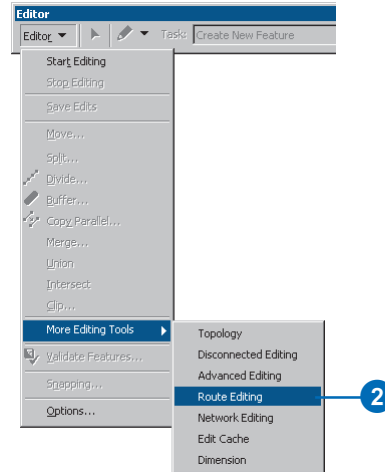 Editor
Editor Task: Create New Feature
Start Editing
Stop Editing
Save Edits
Move...
Split...
Divide...
Buffer...
Copy Parallel...
Merge...
Union
Intersect
Clip...
More Editing Tools
Validate Features...
Snapping...
Options...
Topology
Disconnected Editing
Advanced Editing
Route Editing
2
Network Editing
Edit Cache
Dimension